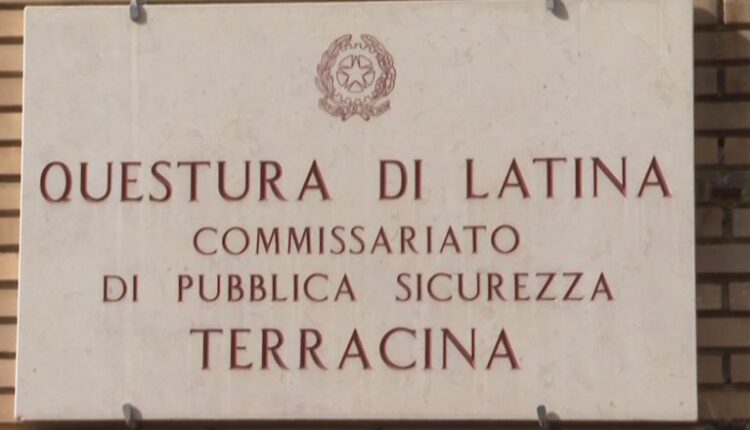 QUESTURA DI LATINA
COMMISSARIATO
DI PUBBLICA SICUREZZA
TERRACINA